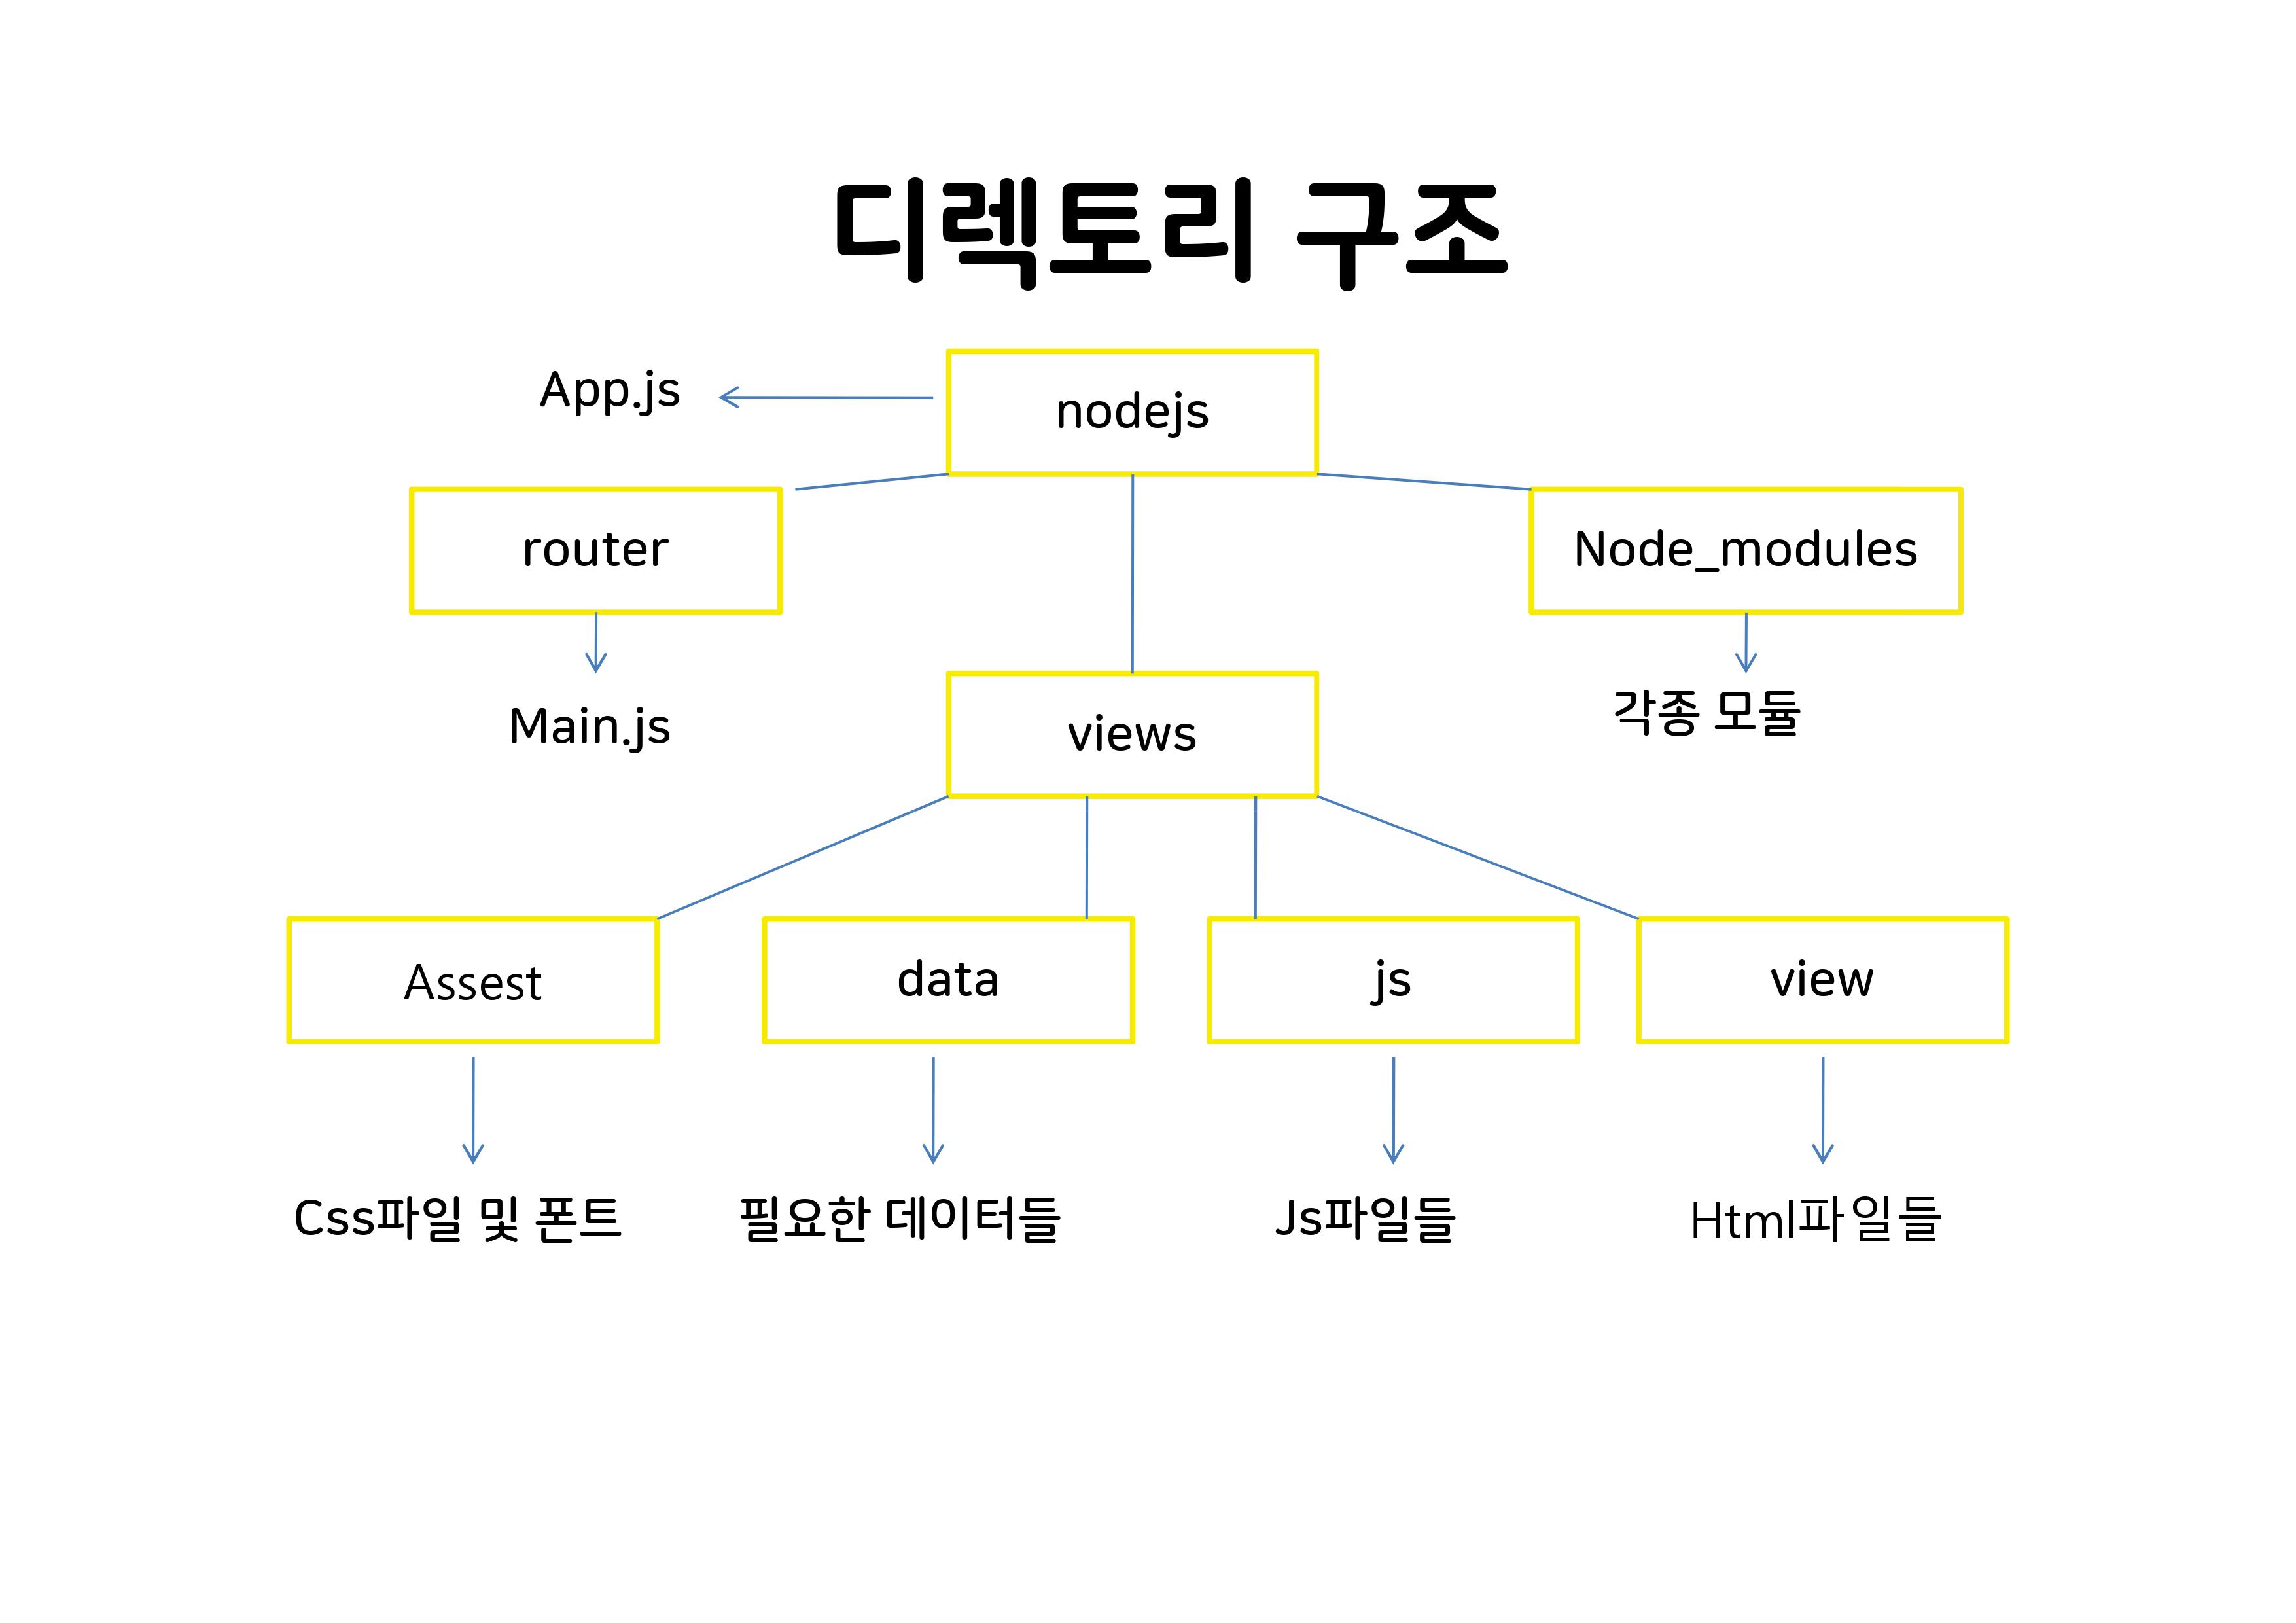 디렉토리 구조
App.js
nodejs
router
Node_modules
Main.js
views
각종 모듈
Assest
data
js
view
Css파일 및 폰트
필요한 데이터들
Js파일들
Html파일들